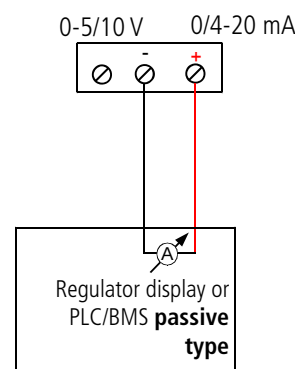 0-5/10 V 0/4-20 mA
- +
A
Regulator display or
PLC/BMS passive
type